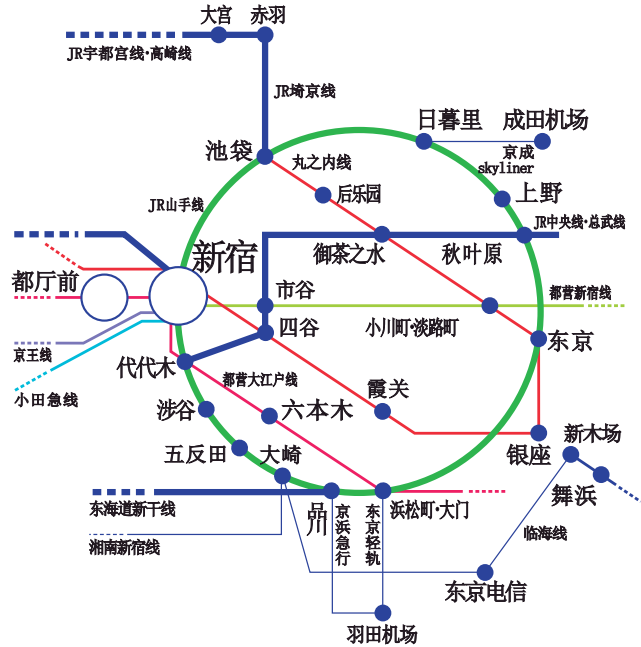 大宫
赤羽
JR宇都宫线·高崎线
JR埼京线
日暮里
成田机场
池袋
京成
skyliner
丸之内线
后乐园
上野
JR山手线
JR中央线·总武线
新宿
御茶之水
秋叶原
都厅前
市谷
都营新宿线
四谷
小川町·淡路町
东京
京王线
代代木
都营大江户线
霞关
小田急线
涉谷
六本木
新木场
五反田
大崎
银座
舞浜
东海道新干线
品川
京浜急行
东京轻轨
浜松町·大门
湘南新宿线
临海线
东京电信
羽田机场